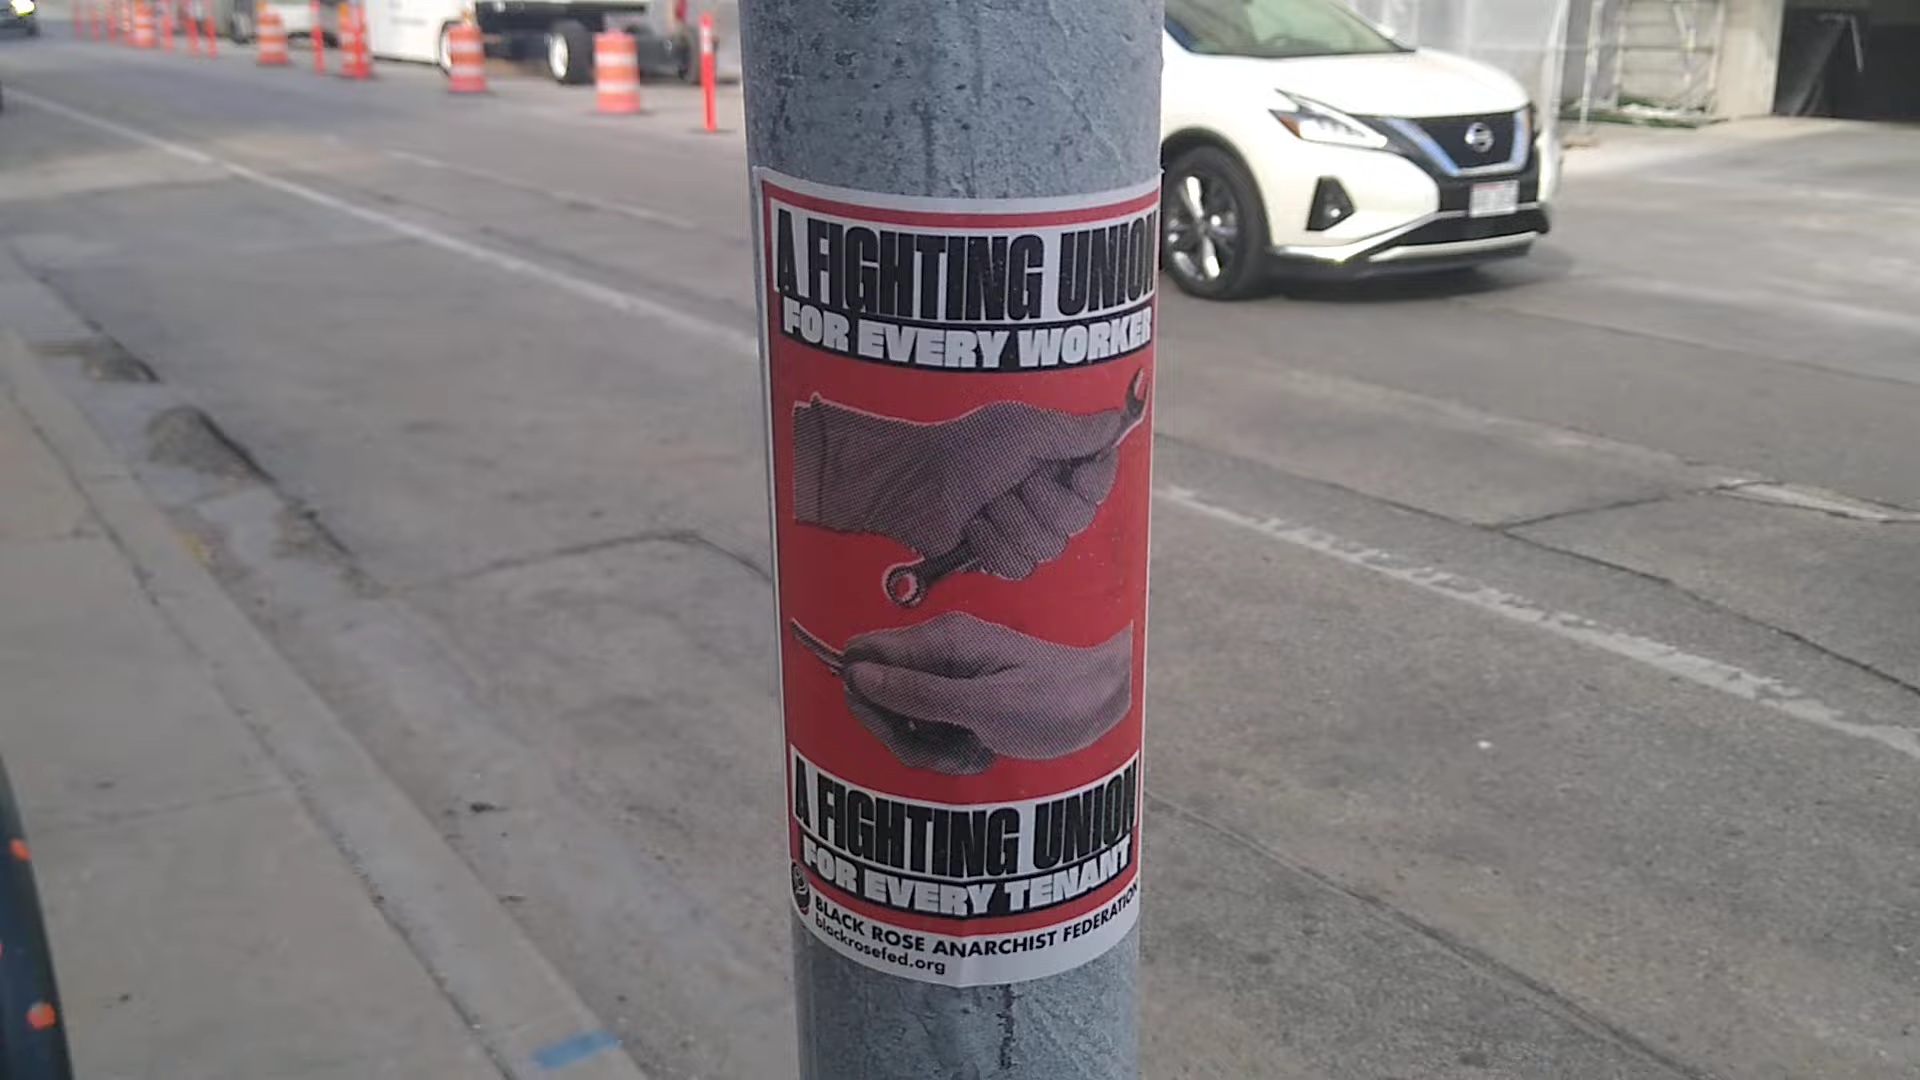 A FIGHTING UNION
FOR EVERY WORKER
A FIGHTING UNION
FOR EVERY TENANT
BLACK ROSE ANARCHIST FEDERATION
blackrosefed.org